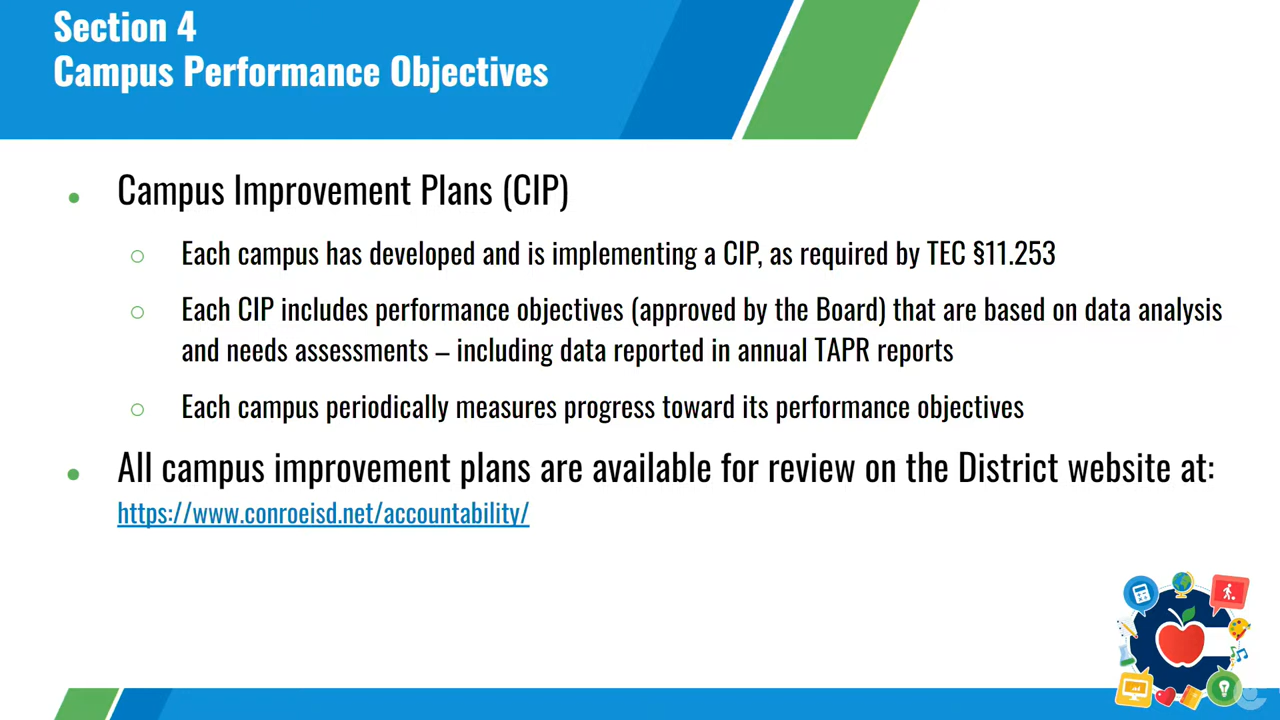 Section 4
Campus Performance Objectives
Campus Improvement Plans (CIP)
Each campus has developed and is implementing a CIP, as required by TEC §11.253
Each CIP includes performance objectives (approved by the Board) that are based on data analysis
and needs assessments – including data reported in annual TAPR reports
Each campus periodically measures progress toward its performance objectives
All campus improvement plans are available for review on the District website at:
https://www.conroeisd.net/accountability/